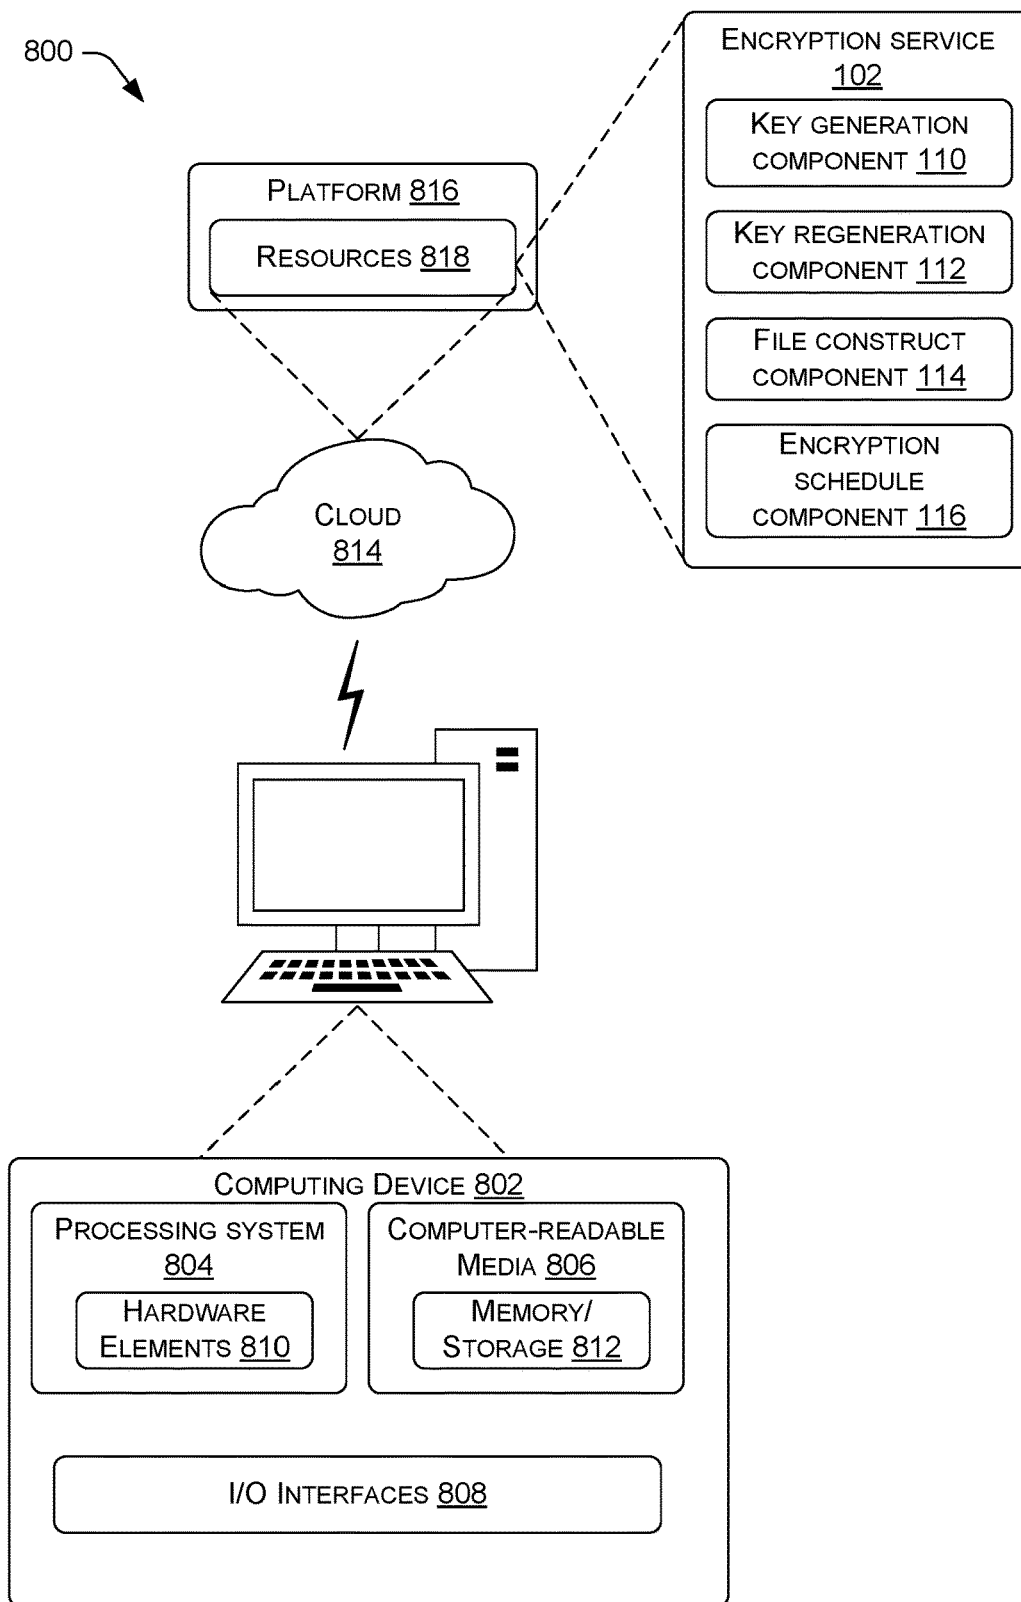 800
ENCRYPTION SERVICE
102
KEY GENERATION
COMPONENT 110
KEY REGENERATION
COMPONENT 112
FILE CONSTRUCT
COMPONENT 114
ENCRYPTION
SCHEDULE
COMPONENT 116
PLATFORM 816
RESOURCES 818
CLOUD
814
COMPUTING DEVICE 802
PROCESSING SYSTEM
804
HARDWARE
ELEMENTS 810
COMPUTER-READABLE
MEDIA 806
MEMORY/
STORAGE 812
I/O INTERFACES 808